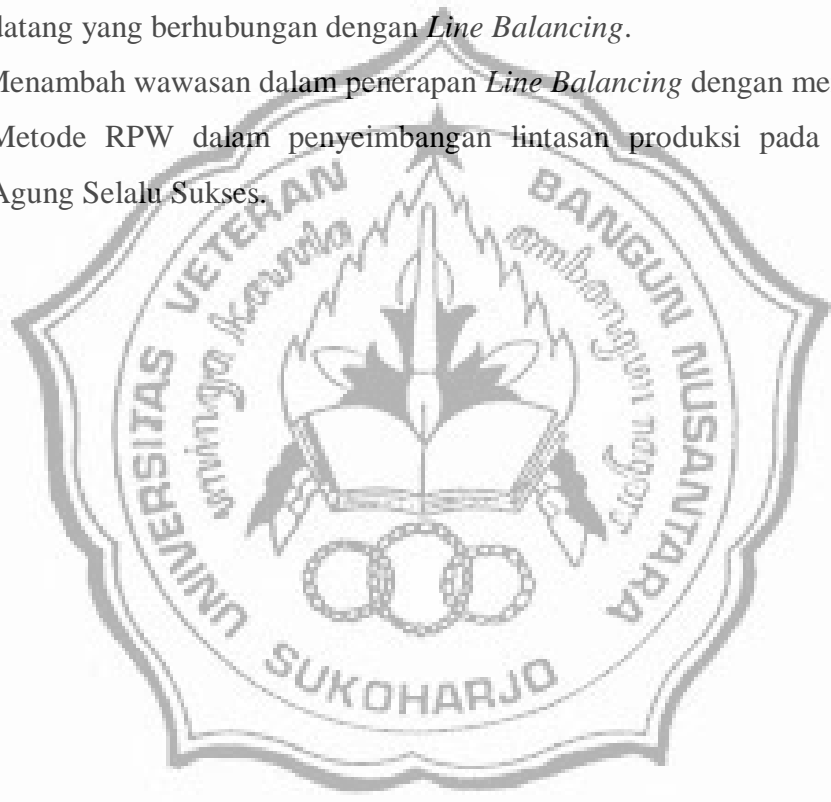 datang yang berhubungan dengan Line Balancing.
Menambah wawasan dalam penerapan Line Balancing dengan me
Metode RPW dalam penyeimbangan lintasan produksi pada
Agung Selalu Sukses.
UNIVERSITAS VETERAN BANGUN NUSANTARA
SUKOHARJO